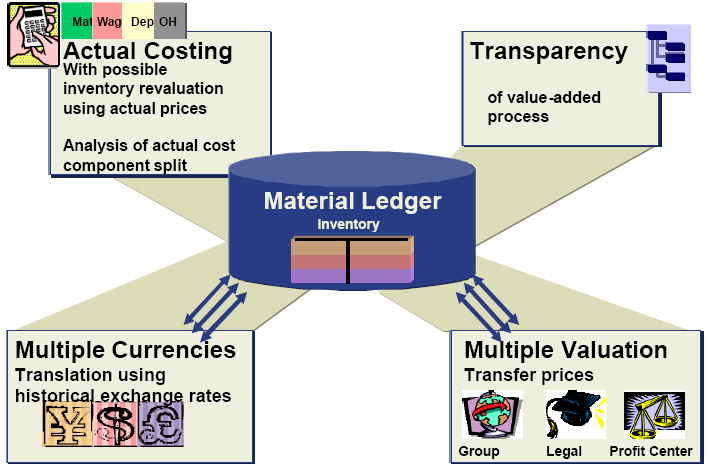 Mat Wag Dep OH
Actual Costing
With possible
inventory revaluation
using actual prices
Analysis of actual cost
component split
Transparency
of value-added
process
Material Ledger
Inventory
Multiple Currencies
Translation using
historical exchange rates
¥ $ £
Multiple Valuation
Transfer prices
Group Legal Profit Center